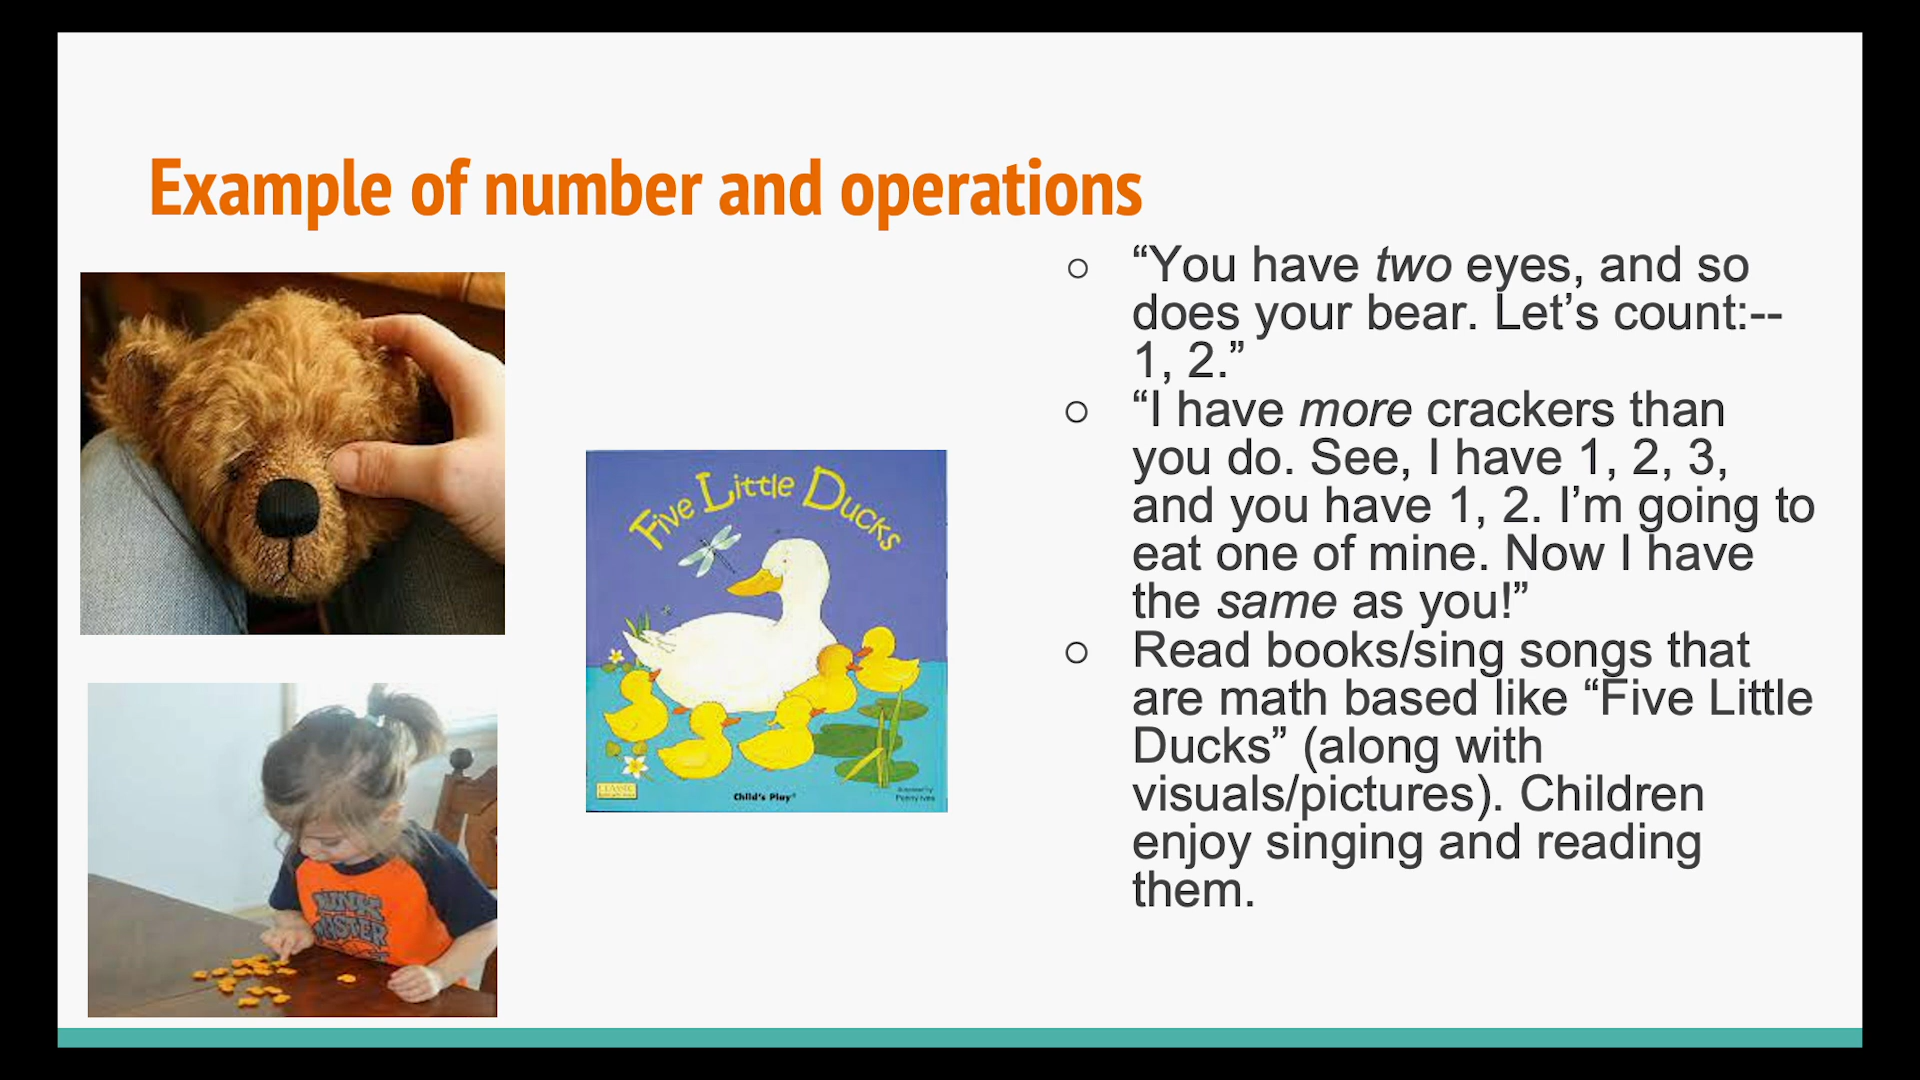 Example of number and operations
○ “You have two eyes, and so
does your bear. Let’s count:--
1, 2.”
○ “I have more crackers than
you do. See, I have 1, 2, 3,
and you have 1, 2. I’m going to
eat one of mine. Now I have
the same as you!”
○ Read books/sing songs that
are math based like “Five Little
Ducks” (along with
visuals/pictures). Children
enjoy singing and reading
them.
Five Little Ducks
Child's Play®